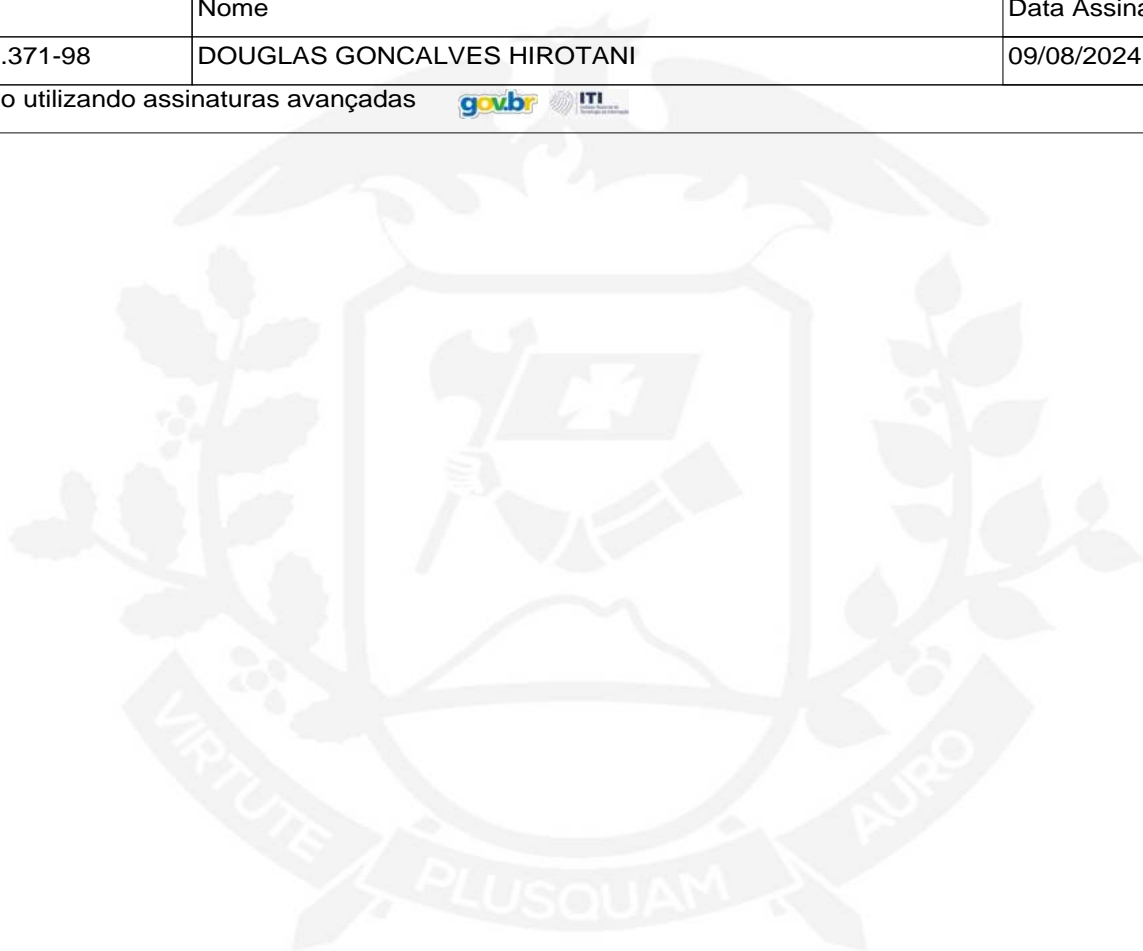 Nome Data Assina
.371-98 DOUGLAS GONCALVES HIROTANI 09/08/2024
o utilizando assinaturas avançadas gov.br ITI
VIRTUTE PLUSQUAM AURO